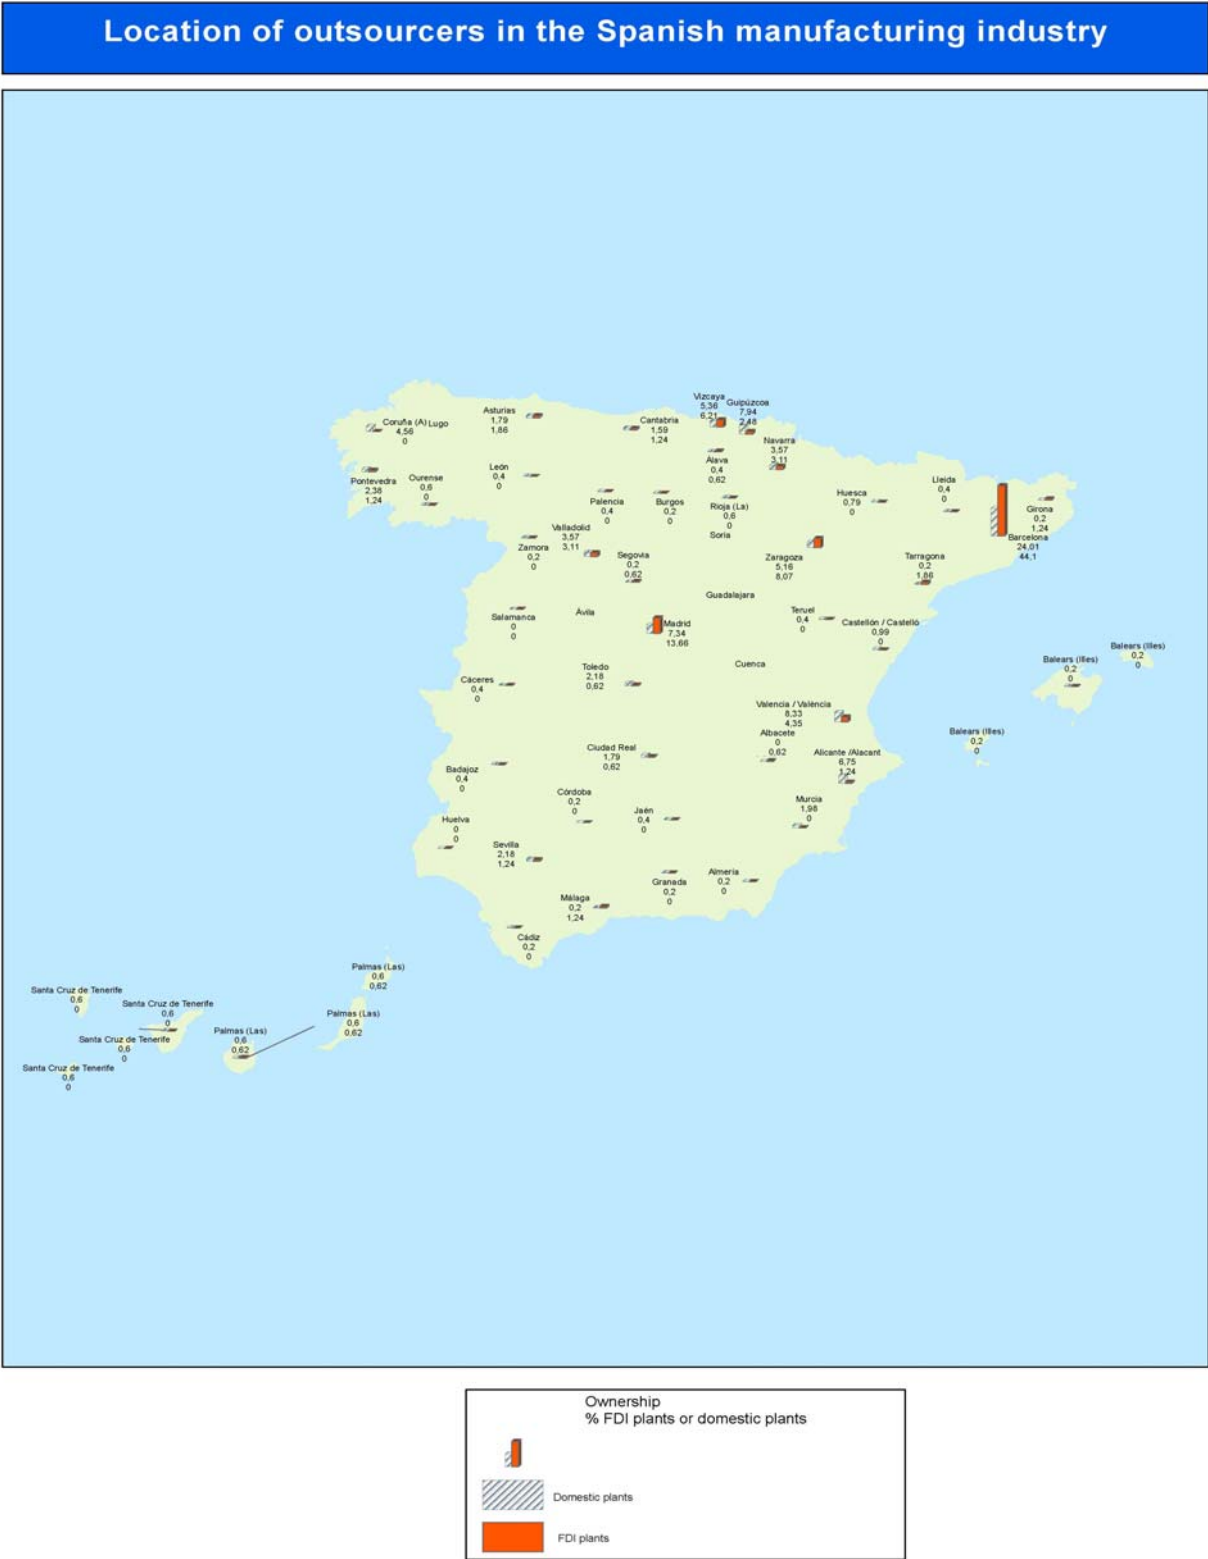 Location of outsourcers in the Spanish manufacturing industry
Vizcaya
5,36
6,21
Guipúzcoa
7,94
2,48
Asturias
1,79
1,86
Cantabria
1,59
1,24
Coruña (A)
4,56
0
Lugo
Navarra
3,57
3,11
Álava
0,4
0,62
León
0,4
0
Pontevedra
2,38
1,24
Ourense
0,6
0
Palencia
0,4
0
Burgos
0,2
0
Rioja (La)
0,6
0
Soria
Huesca
0,79
0
Lleida
0,4
0
Girona
0,2
1,24
Barcelona
24,01
44,1
Valladolid
3,57
3,11
Zamora
0,2
0
Segovia
0,2
0,62
Zaragoza
5,16
8,07
Tarragona
0,2
1,86
Guadalajara
Salamanca
0
0
Ávila
Madrid
7,34
13,66
Teruel
0,4
0
Castellón / Castelló
0,99
0
Cuenca
Toledo
2,18
0,62
Cáceres
0,4
0
Balears (Illes)
0,2
0
Balears (Illes)
0,2
0
Balears (Illes)
0,2
0
Valencia / València
8,33
4,35
Albacete
0
0,62
Alicante /Alacant
6,75
1,24
Ciudad Real
1,79
0,62
Badajoz
0,4
0
Córdoba
0,2
0
Jaén
0,4
0
Murcia
1,98
0
Huelva
0
0
Sevilla
2,18
1,24
Granada
0,2
0
Almería
0,2
0
Málaga
0,2
1,24
Cádiz
0,2
0
Palmas (Las)
0,6
0,62
Palmas (Las)
0,6
0,62
Palmas (Las)
0,6
0,62
Santa Cruz de Tenerife
0,6
0
Santa Cruz de Tenerife
0,6
0
Santa Cruz de Tenerife
0,6
0
Santa Cruz de Tenerife
0,6
0
Ownership
% FDI plants or domestic plants
Domestic plants
FDI plants